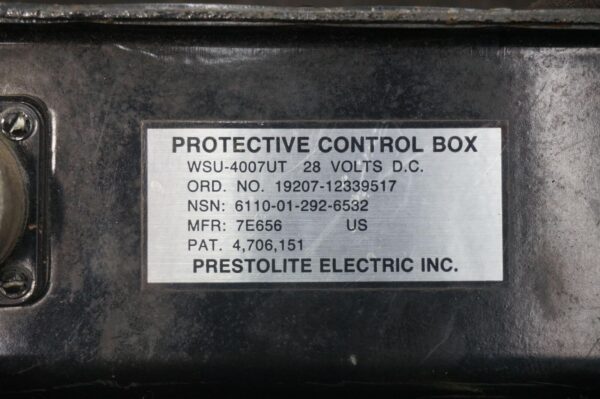 PROTECTIVE CONTROL BOX
WSU-4007UT 28 VOLTS D.C.
ORD. NO. 19207-12339517
NSN: 6110-01-292-6532
MFR: 7E656 US
PAT. 4,706,151
PRESTOLITE ELECTRIC INC.